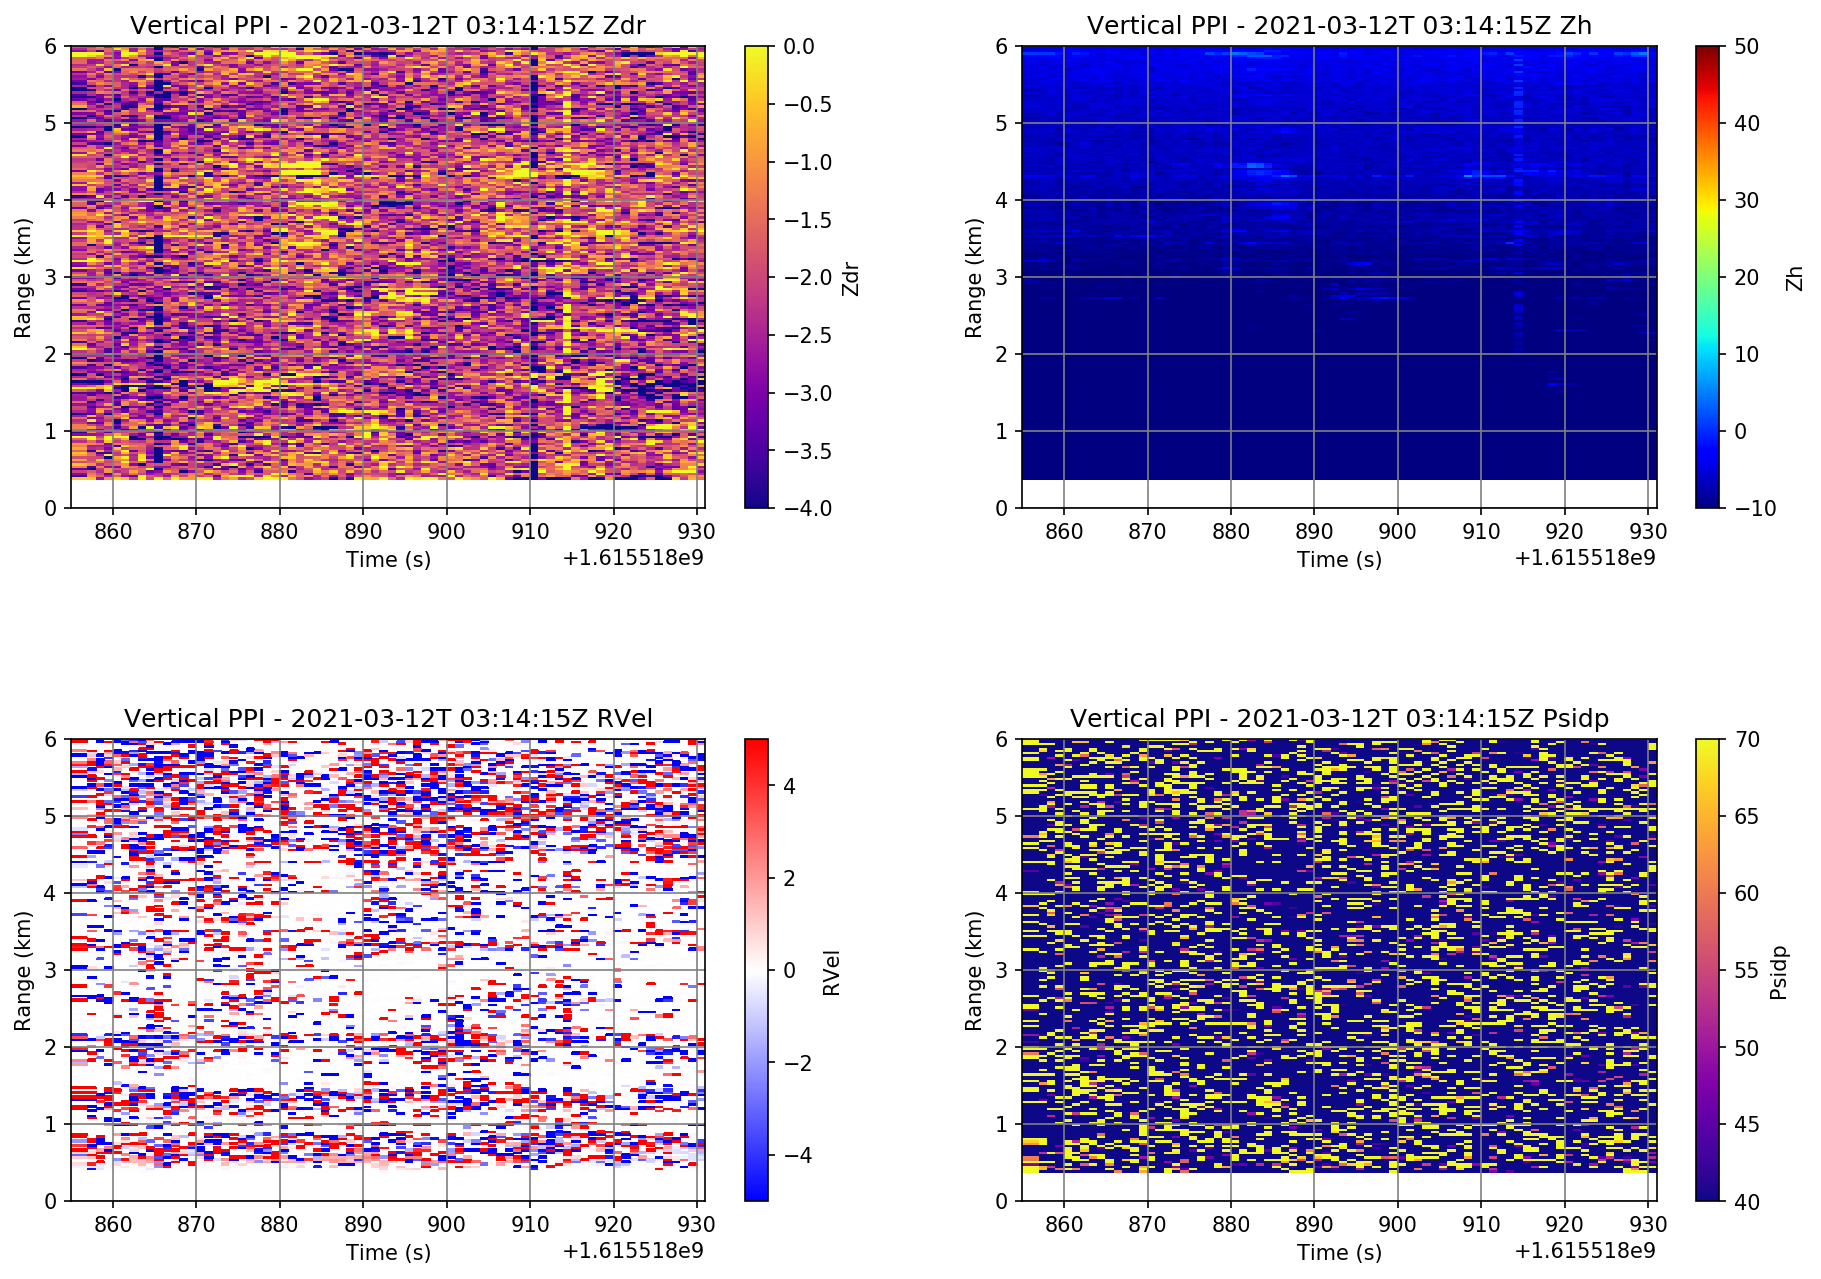 Vertical PPI - 2021-03-12T 03:14:15Z Zdr
6
5
4
3
2
1
0
Range (km)
860 870 880 890 900 910 920 930
Time (s)
+1.615518e9
0.0
−0.5
−1.0
−1.5
−2.0
−2.5
−3.0
−3.5
−4.0
Zdr
Vertical PPI - 2021-03-12T 03:14:15Z Zh
6
5
4
3
2
1
0
Range (km)
860 870 880 890 900 910 920 930
Time (s)
+1.615518e9
50
40
30
20
10
0
−10
Zh
Vertical PPI - 2021-03-12T 03:14:15Z RVel
6
5
4
3
2
1
0
Range (km)
860 870 880 890 900 910 920 930
Time (s)
+1.615518e9
4
2
0
−2
−4
RVel
Vertical PPI - 2021-03-12T 03:14:15Z Psidp
6
5
4
3
2
1
0
Range (km)
860 870 880 890 900 910 920 930
Time (s)
+1.615518e9
70
65
60
55
50
45
40
Psidp